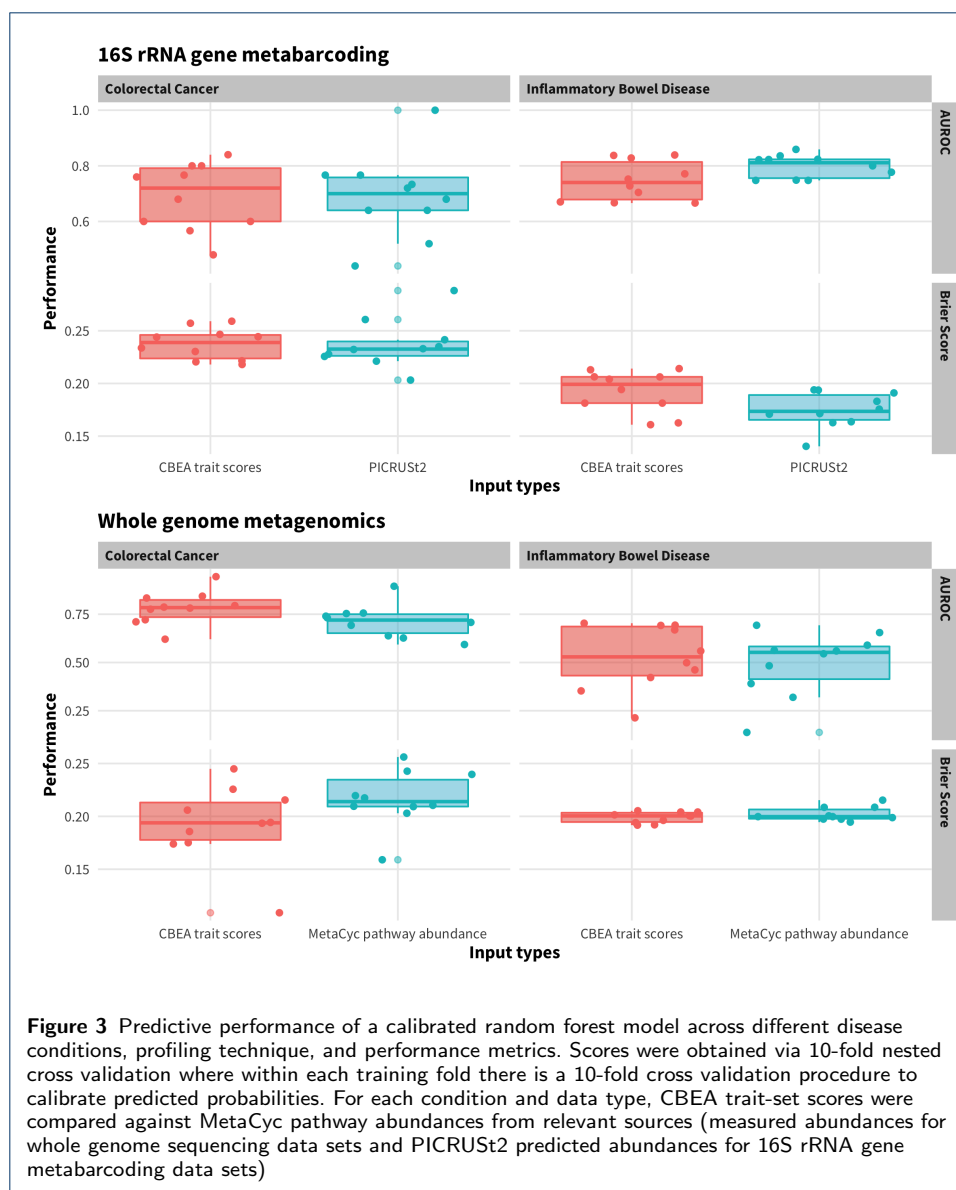 16S rRNA gene metabarcoding
Colorectal Cancer
Inflammatory Bowel Disease
1.0
0.8
0.6
AUROC
Performance
0.25
0.20
0.15
Brier Score
CBEA trait scores
PICRUSt2
CBEA trait scores
PICRUSt2
Input types
Whole genome metagenomics
Colorectal Cancer
Inflammatory Bowel Disease
0.75
0.50
0.25
AUROC
Performance
0.25
0.20
0.15
Brier Score
CBEA trait scores
MetaCyc pathway abundance
CBEA trait scores
MetaCyc pathway abundance
Input types
Figure 3 Predictive performance of a calibrated random forest model across different disease
conditions, profiling technique, and performance metrics. Scores were obtained via 10-fold nested
cross validation where within each training fold there is a 10-fold cross validation procedure to
calibrate predicted probabilities. For each condition and data type, CBEA trait-set scores were
compared against MetaCyc pathway abundances from relevant sources (measured abundances for
whole genome sequencing data sets and PICRUSt2 predicted abundances for 16S rRNA gene
metabarcoding data sets)